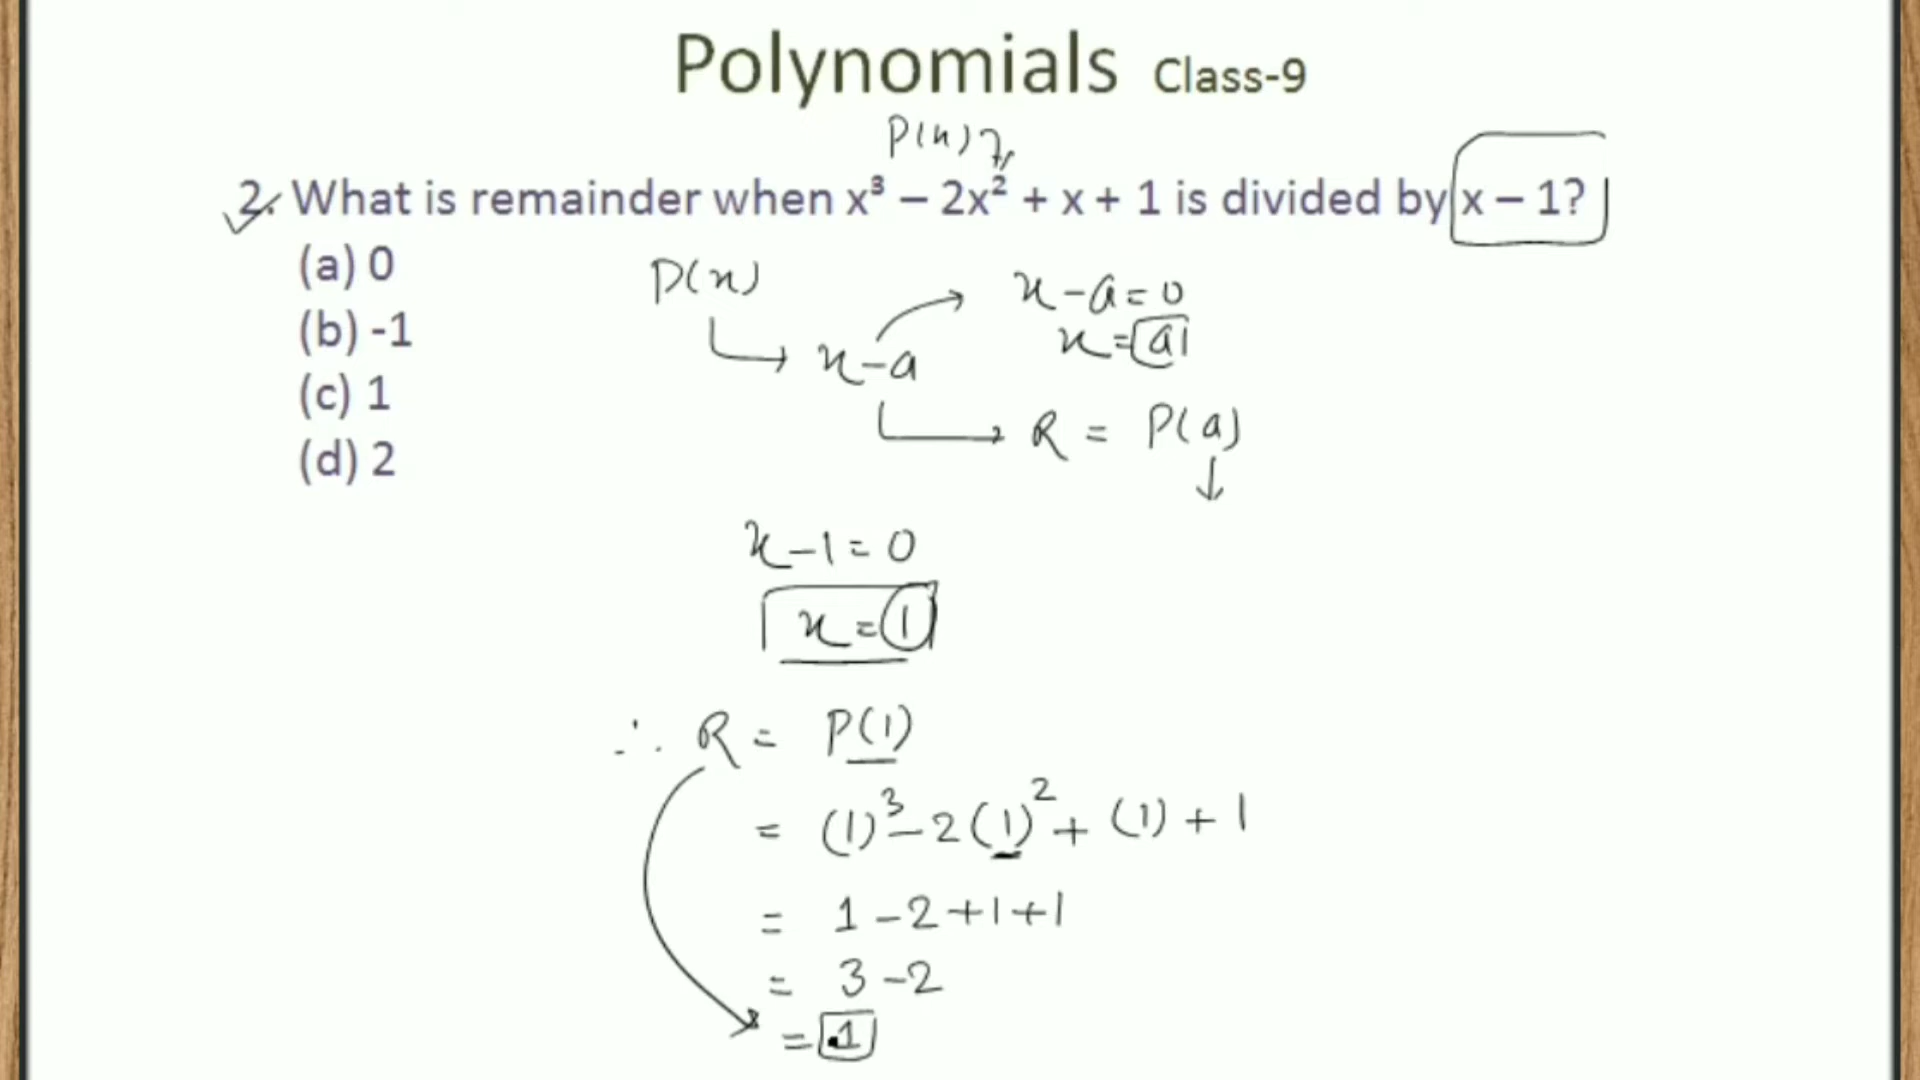 Polynomials Class-9
P(x) =
2. What is remainder when x³ – 2x² + x + 1 is divided by x – 1?
(a) 0
(b) -1
(c) 1
(d) 2
P(x)
x-a
x-a=0
x=a
R = P(a)
x-1=0
x=1
∴ R = P(1)
= (1)³-2(1)²+(1)+1
= 1-2+1+1
= 3-2
= 1